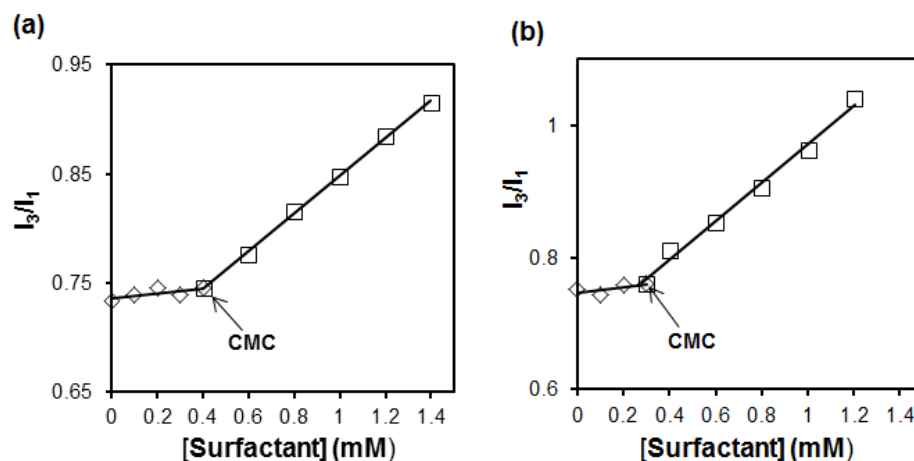 (a)
0.95
0.85
0.75
0.65
I₃/I₁
CMC
0 0.2 0.4 0.6 0.8 1 1.2 1.4
[Surfactant] (mM)
(b)
1
0.8
0.6
I₃/I₁
CMC
0 0.2 0.4 0.6 0.8 1 1.2 1.4
[Surfactant] (mM)